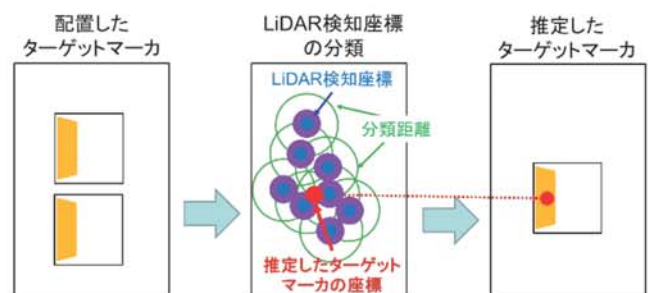 配置した
ターゲットマーカ
LiDAR検知座標
の分類
推定した
ターゲットマーカ
LiDAR検知座標
分類距離
推定したターゲット
マーカの座標